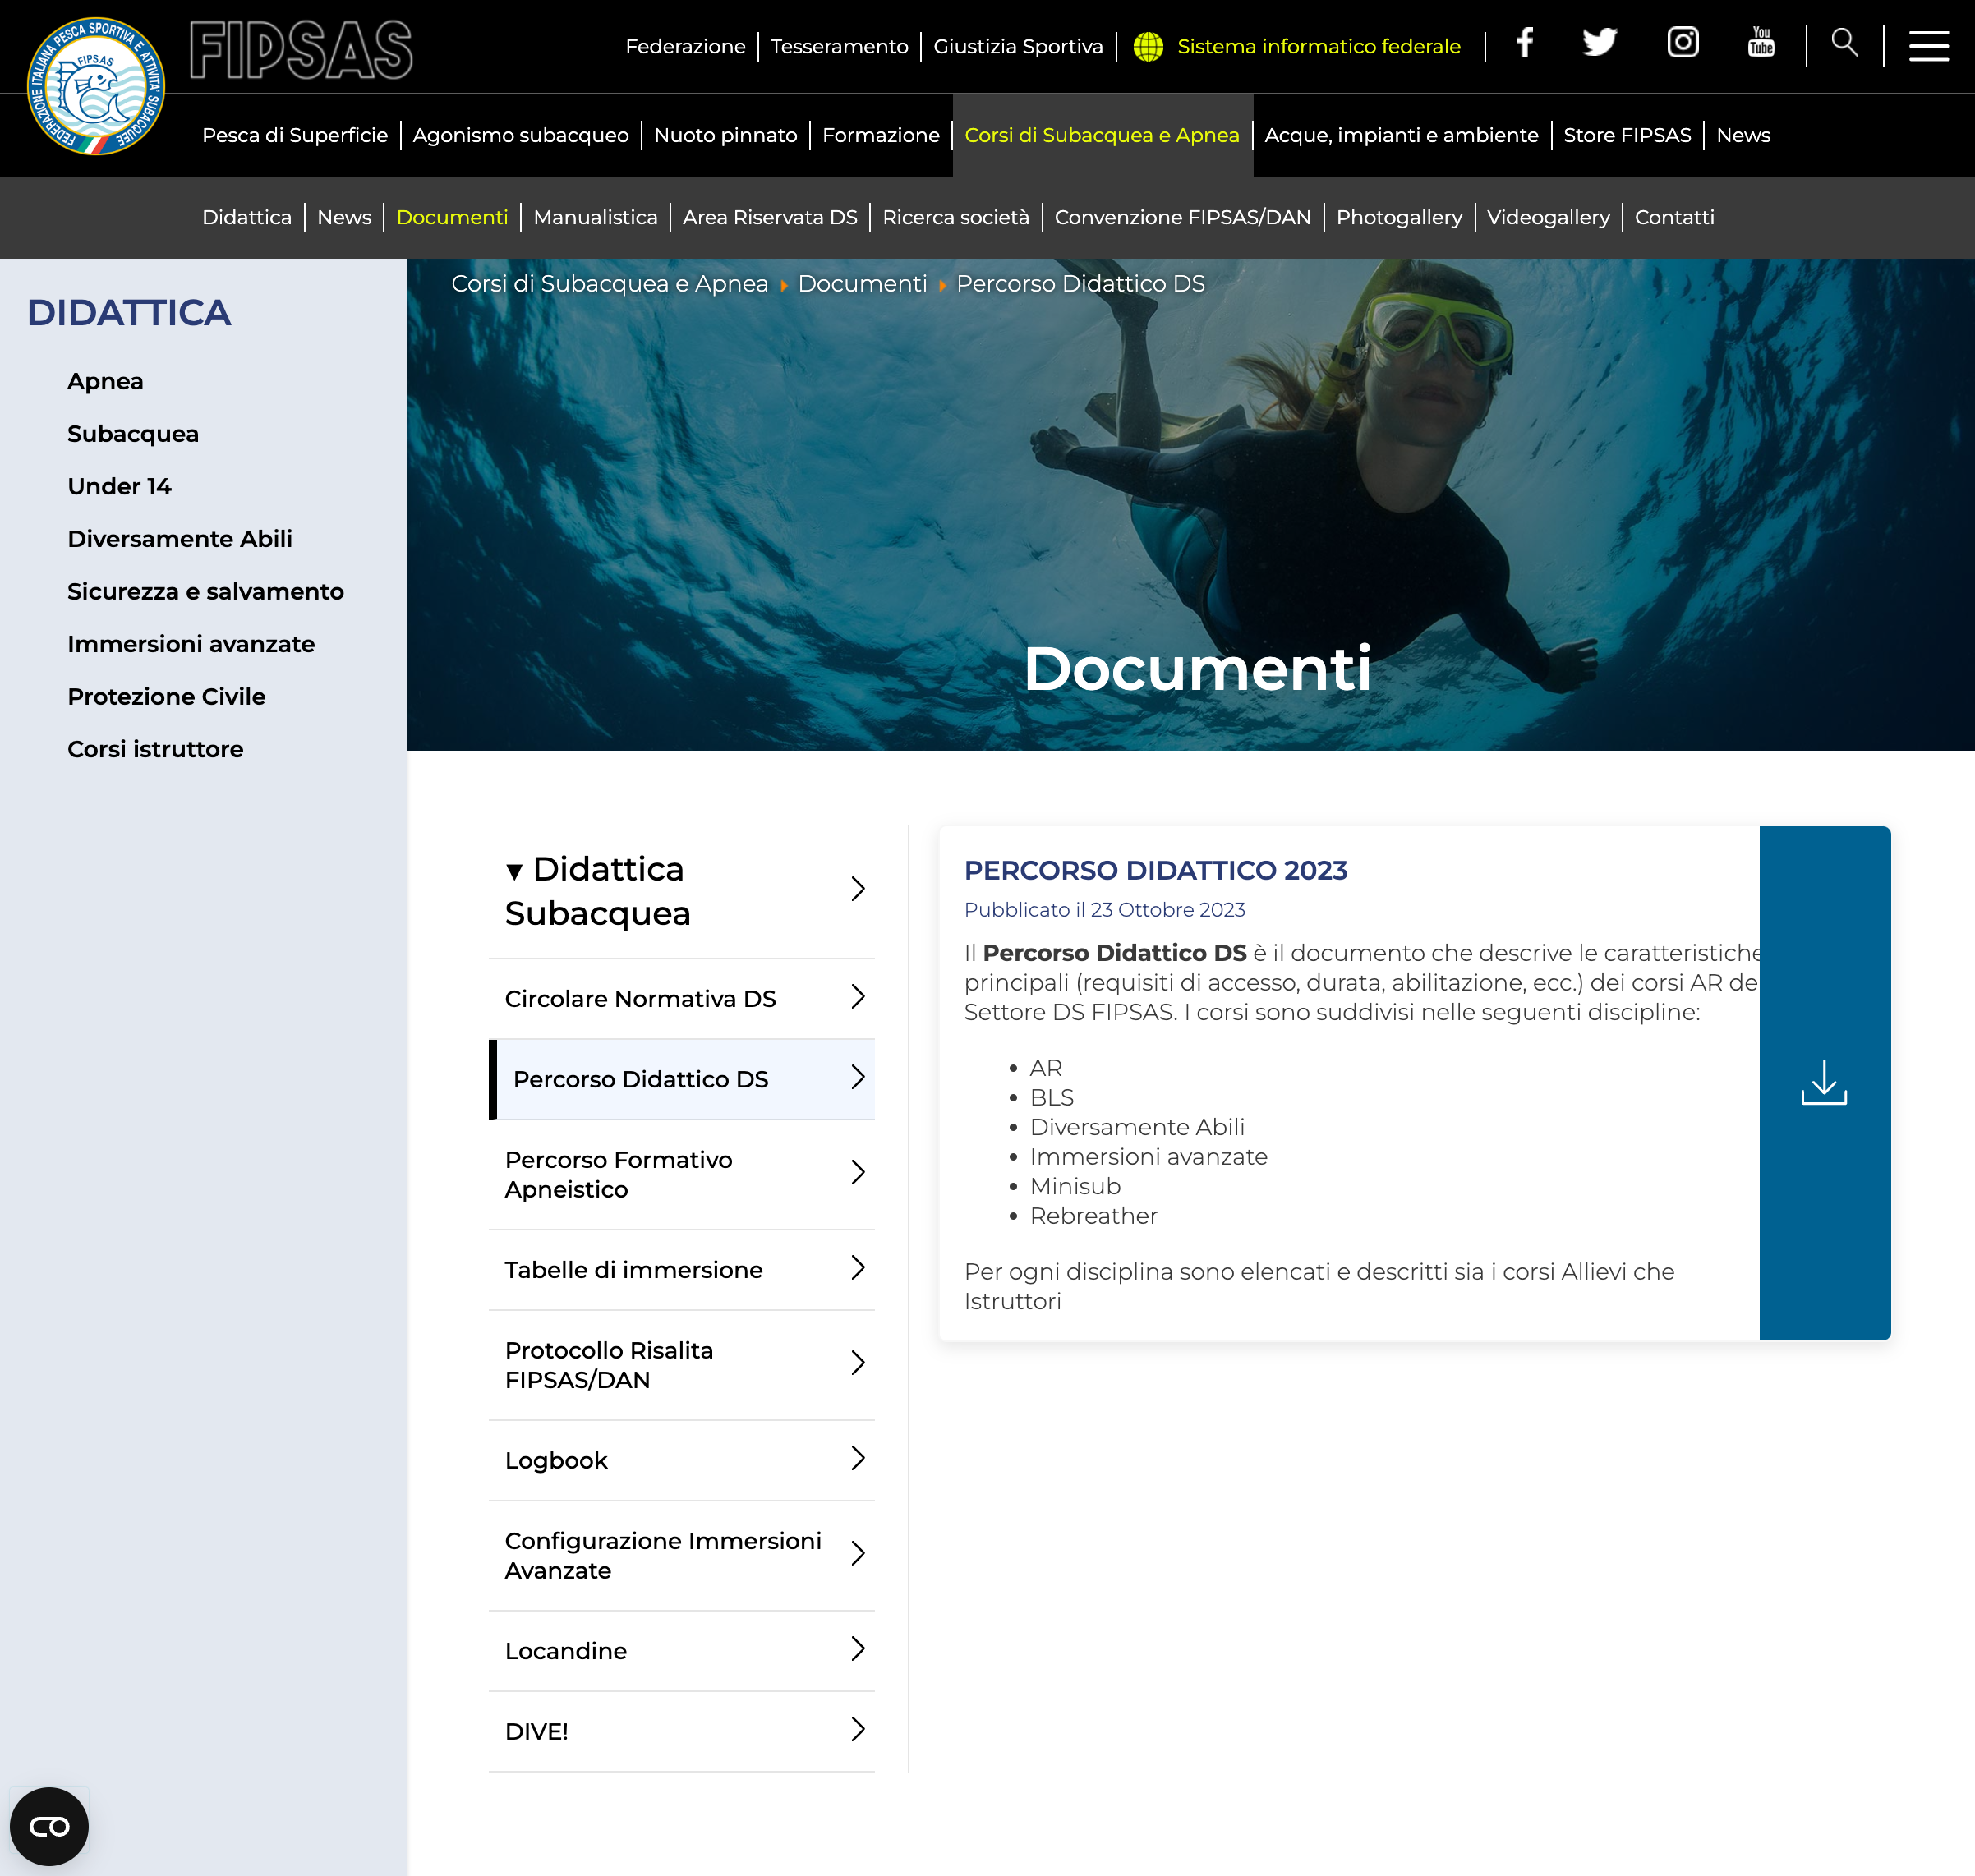 FEDERAZIONE ITALIANA PESCA SPORTIVA E ATTIVITA' SUBACQUEE
FIPSAS
FIPSAS
Federazione
Tesseramento
Giustizia Sportiva
Sistema informatico federale
You
Tube
Pesca di Superficie
Agonismo subacqueo
Nuoto pinnato
Formazione
Corsi di Subacquea e Apnea
Acque, impianti e ambiente
Store FIPSAS
News
Didattica
News
Documenti
Manualistica
Area Riservata DS
Ricerca società
Convenzione FIPSAS/DAN
Photogallery
Videogallery
Contatti
DIDATTICA
Apnea
Subacquea
Under 14
Diversamente Abili
Sicurezza e salvamento
Immersioni avanzate
Protezione Civile
Corsi istruttore
Corsi di Subacquea e Apnea
Documenti
Percorso Didattico DS
Documenti
▾ Didattica
Subacquea
Circolare Normativa DS
Percorso Didattico DS
Percorso Formativo
Apneistico
Tabelle di immersione
Protocollo Risalita
FIPSAS/DAN
Logbook
Configurazione Immersioni
Avanzate
Locandine
DIVE!
PERCORSO DIDATTICO 2023
Pubblicato il 23 Ottobre 2023
Il Percorso Didattico DS è il documento che descrive le caratteristiche
principali (requisiti di accesso, durata, abilitazione, ecc.) dei corsi AR de
Settore DS FIPSAS. I corsi sono suddivisi nelle seguenti discipline:
• AR
• BLS
• Diversamente Abili
• Immersioni avanzate
• Minisub
• Rebreather
Per ogni disciplina sono elencati e descritti sia i corsi Allievi che
Istruttori